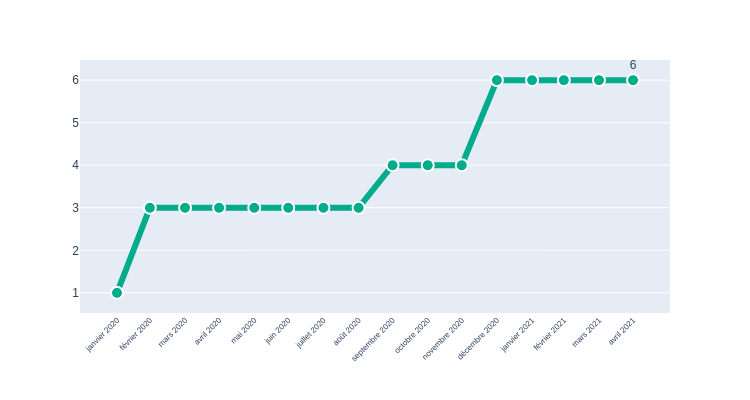 6
6
5
4
3
2
1
janvier 2020
février 2020
mars 2020
avril 2020
mai 2020
juin 2020
juillet 2020
août 2020
septembre 2020
octobre 2020
novembre 2020
décembre 2020
janvier 2021
février 2021
mars 2021
avril 2021